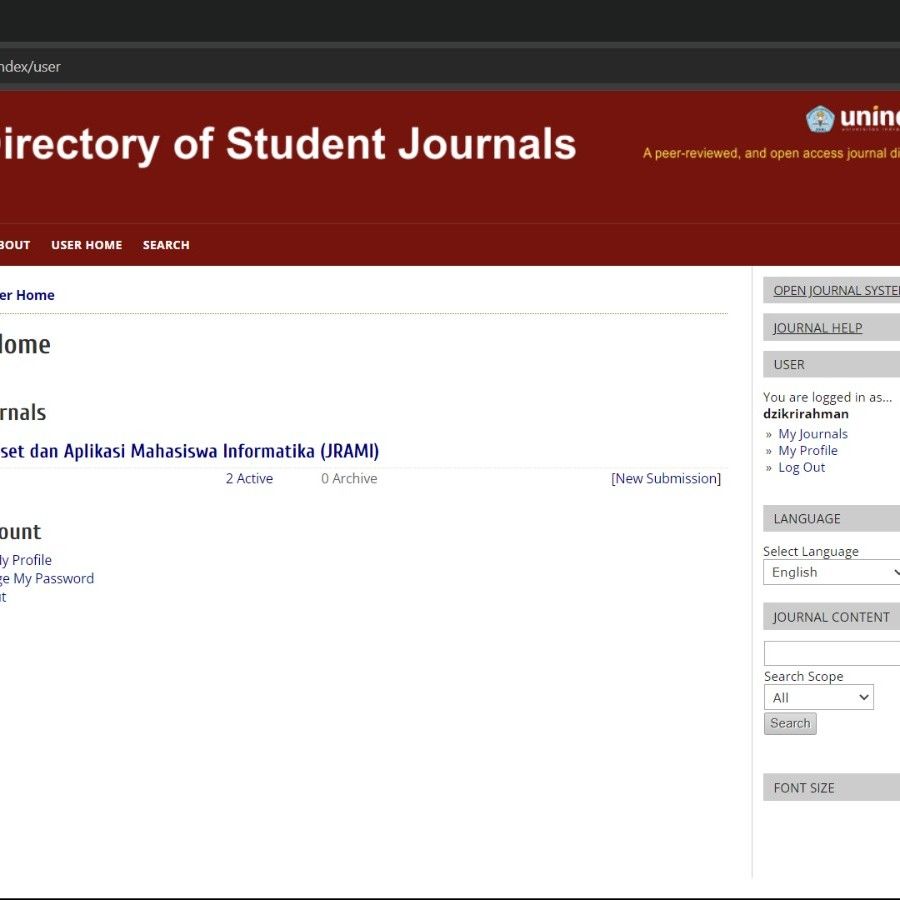 ndex/user
irectory of Student Journals
unin
A peer-reviewed, and open access journal di
BOUT USER HOME SEARCH
er Home
Home
rnals
set dan Aplikasi Mahasiswa Informatika (JRAMI)
2 Active 0 Archive [New Submission]
ount
y Profile
ge My Password
ut
OPEN JOURNAL SYSTE
JOURNAL HELP
USER
You are logged in as...
dzikrirahman
» My Journals
» My Profile
» Log Out
LANGUAGE
Select Language
English
JOURNAL CONTENT
Search Scope
All
Search
FONT SIZE